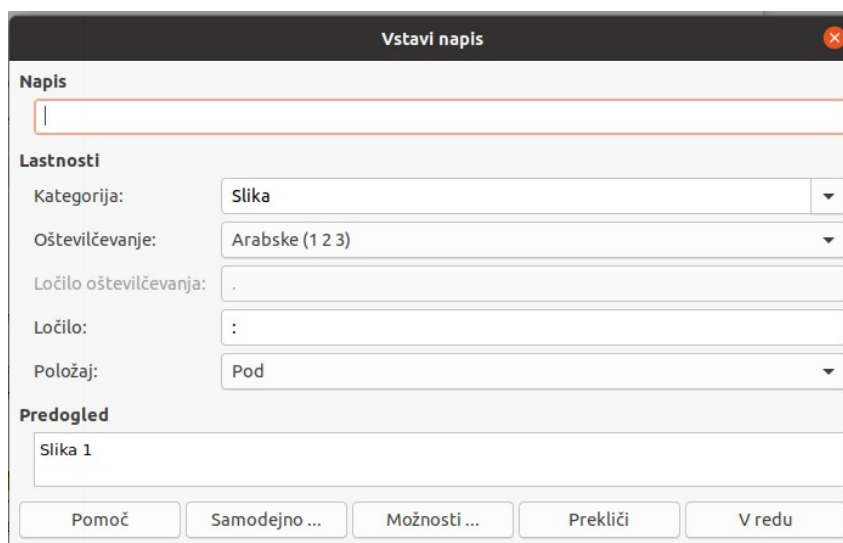 Vstavi napis
Napis
Lastnosti
Kategorija: Slika
Oštevilčevanje: Arabske (1 2 3)
Ločilo oštevilčevanja: .
Ločilo: :
Položaj: Pod
Predogled
Slika 1
Pomoč Samodejno ... Možnosti ... Prekliči V redu